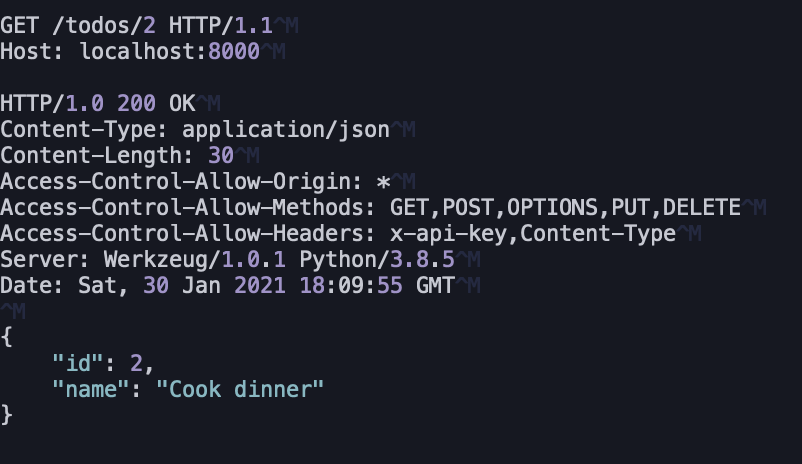 GET /todos/2 HTTP/1.1^M
Host: localhost:8000^M

HTTP/1.0 200 OK^M
Content-Type: application/json^M
Content-Length: 30^M
Access-Control-Allow-Origin: *^M
Access-Control-Allow-Methods: GET,POST,OPTIONS,PUT,DELETE^M
Access-Control-Allow-Headers: x-api-key,Content-Type^M
Server: Werkzeug/1.0.1 Python/3.8.5^M
Date: Sat, 30 Jan 2021 18:09:55 GMT^M
^M
{
    "id": 2,
    "name": "Cook dinner"
}